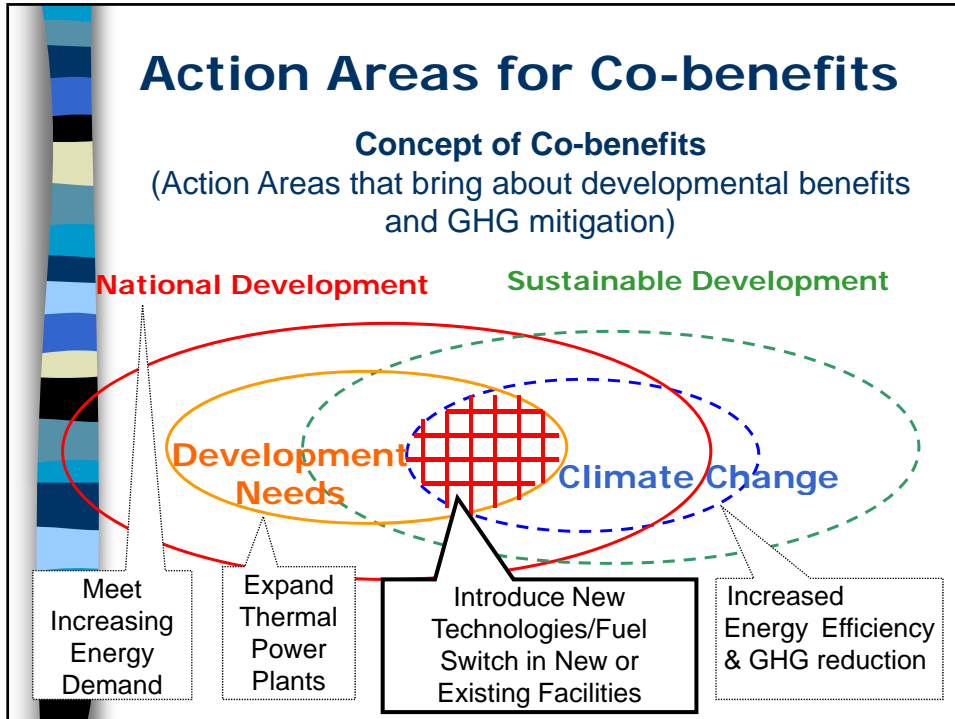 Action Areas for Co-benefits
Concept of Co-benefits
(Action Areas that bring about developmental benefits
and GHG mitigation)
National Development
Sustainable Development
Development
Needs
Climate Change
Meet
Increasing
Energy
Demand
Expand
Thermal
Power
Plants
Introduce New
Technologies/Fuel
Switch in New or
Existing Facilities
Increased
Energy Efficiency
& GHG reduction